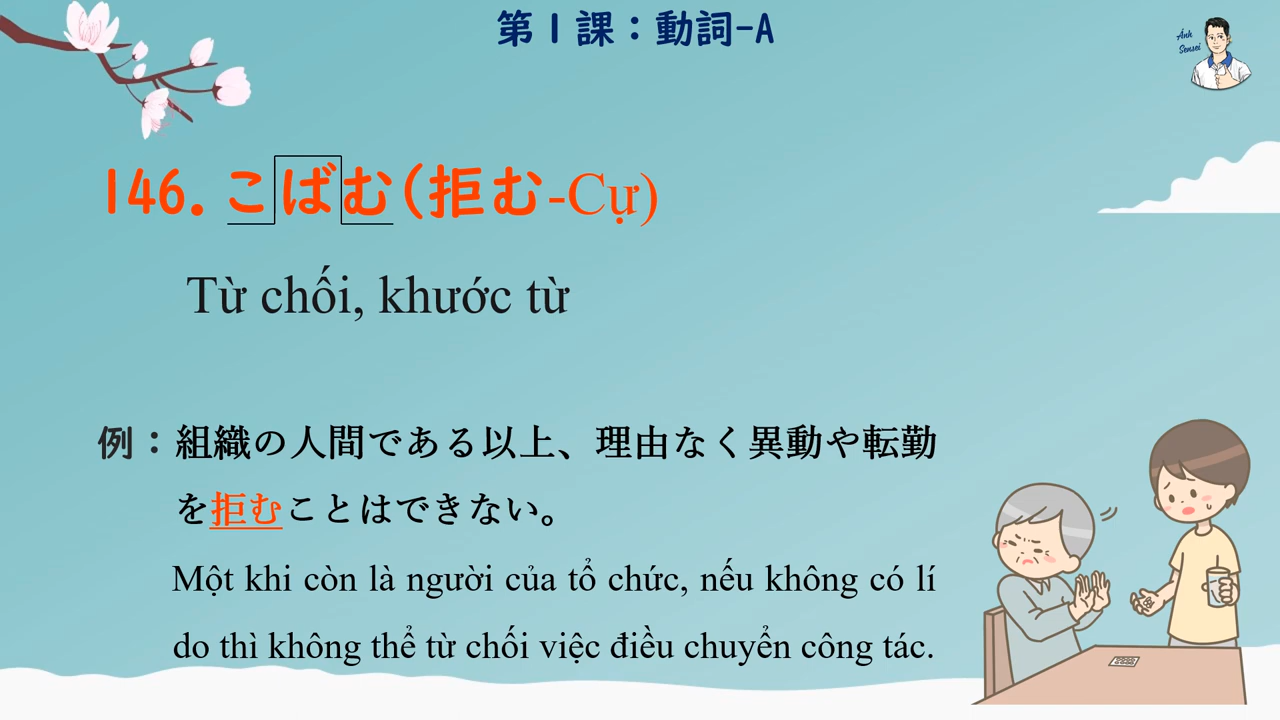 第1課：動詞-A
Anh
Sensei
146. こばむ(拒む-Cự)
Từ chối, khước từ
例：組織の人間である以上、理由なく異動や転勤
を拒むことはできない。
Một khi còn là người của tổ chức, nếu không có lí
do thì không thể từ chối việc điều chuyển công tác.